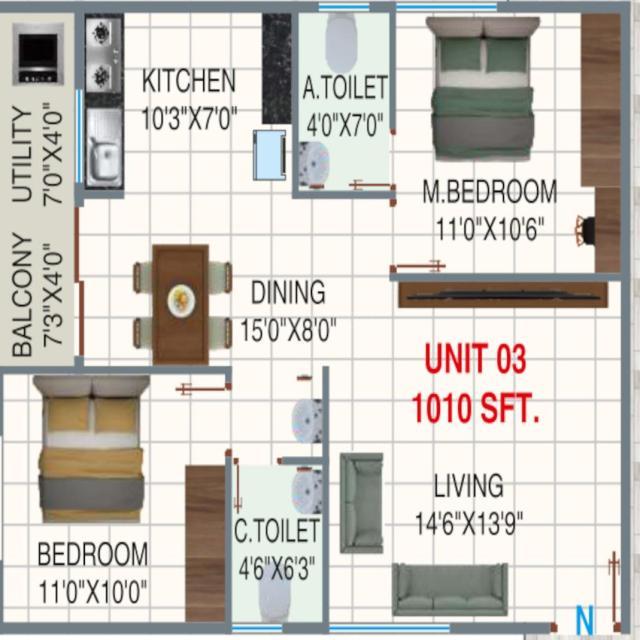 KITCHEN
10'3"X7'0"
A.TOILET
4'0"X7'0"
UTILITY
7'0"X4'0"
M.BEDROOM
11'0"X10'6"
BALCONY
7'3"X4'0"
DINING
15'0"X8'0"
UNIT 03
1010 SFT.
LIVING
14'6"X13'9"
C.TOILET
4'6"X6'3"
BEDROOM
11'0"X10'0"
N